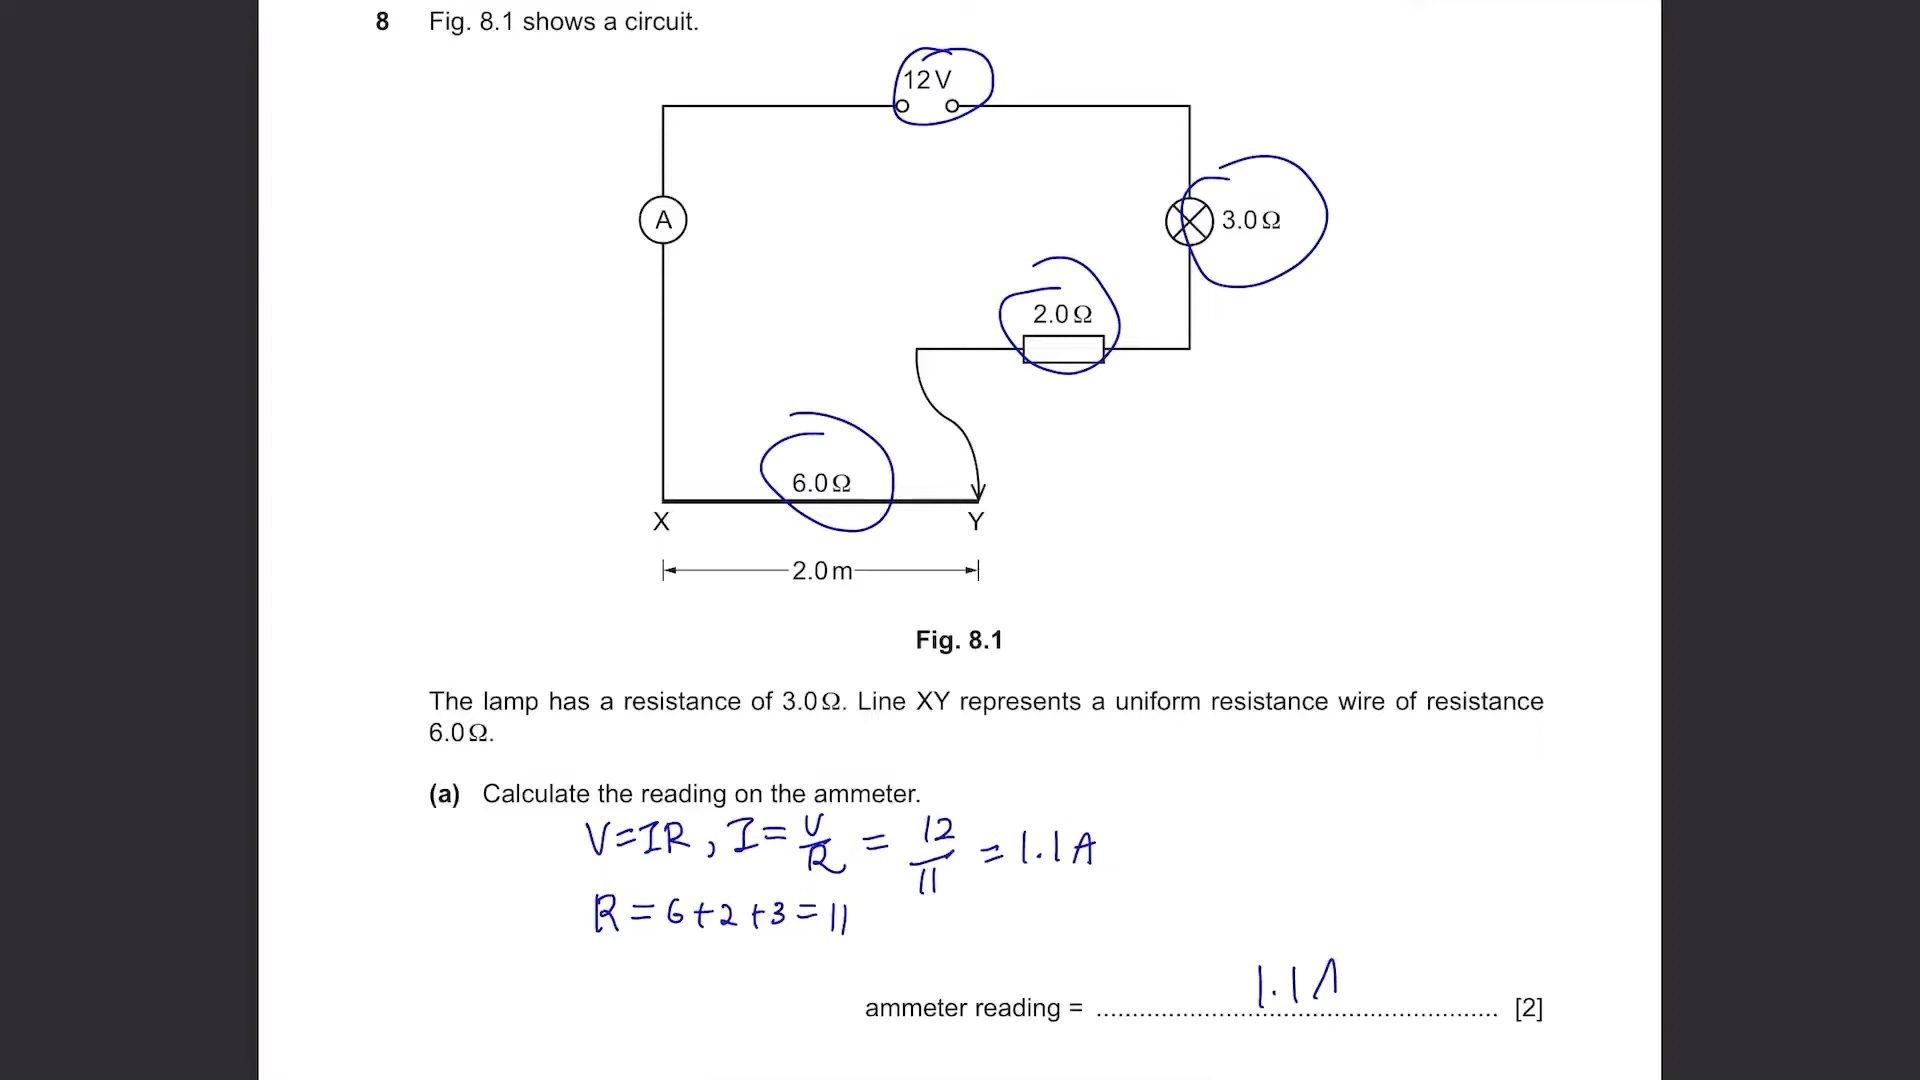 8 Fig. 8.1 shows a circuit.
12 V
A
3.0 Ω
2.0 Ω
6.0 Ω
X Y
2.0 m
Fig. 8.1
The lamp has a resistance of 3.0 Ω. Line XY represents a uniform resistance wire of resistance
6.0 Ω.
(a) Calculate the reading on the ammeter.
V=IR, I= V/R = 12/11 = 1.1 A
R = 6+2+3 = 11
1.1 A
ammeter reading = .......................................................... [2]